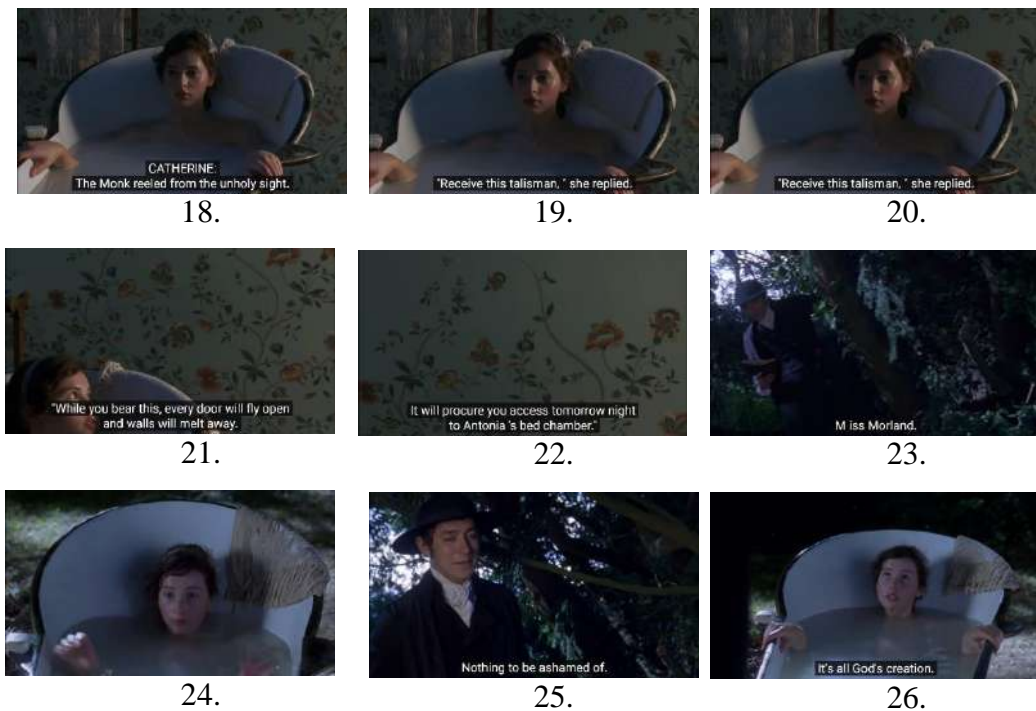 CATHERINE:
The Monk reeled from the unholy sight.
"Receive this talisman, " she replied.
"Receive this talisman, " she replied.
18.
19.
20.
"While you bear this, every door will fly open
and walls will melt away.
It will procure you access tomorrow night
to Antonia 's bed chamber."
M iss Morland.
21.
22.
23.
Nothing to be ashamed of.
It's all God's creation.
24.
25.
26.